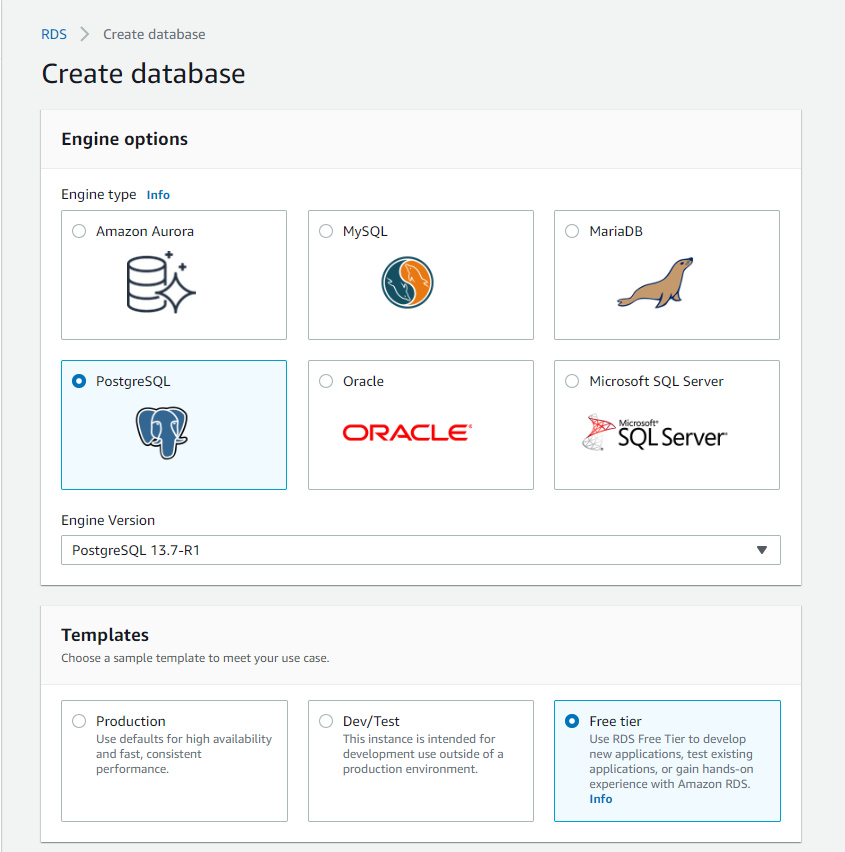 RDS > Create database
Create database
Engine options
Engine type Info
Amazon Aurora
MySQL
MariaDB
PostgreSQL
Oracle
Microsoft SQL Server
ORACLE®
Microsoft®
SQL Server™
Engine Version
PostgreSQL 13.7-R1
Templates
Choose a sample template to meet your use case.
Production
Use defaults for high availability
and fast, consistent
performance.
Dev/Test
This instance is intended for
development use outside of a
production environment.
Free tier
Use RDS Free Tier to develop
new applications, test existing
applications, or gain hands-on
experience with Amazon RDS.
Info